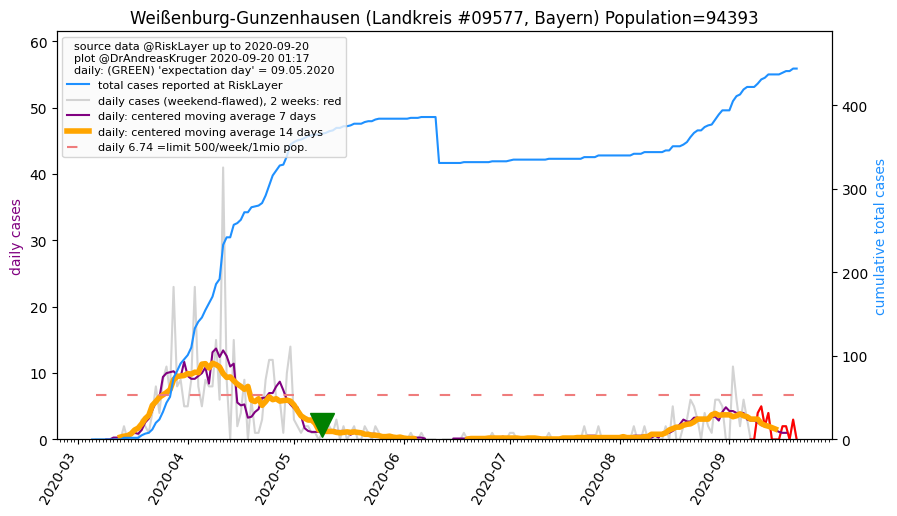 Weißenburg-Gunzenhausen (Landkreis #09577, Bayern) Population=94393
source data @RiskLayer up to 2020-09-20
plot @DrAndreasKruger 2020-09-20 01:17
daily: (GREEN) 'expectation day' = 09.05.2020
total cases reported at RiskLayer
daily cases (weekend-flawed), 2 weeks: red
daily: centered moving average 7 days
daily: centered moving average 14 days
daily 6.74 =limit 500/week/1mio pop.
daily cases
60
50
40
30
20
10
0
cumulative total cases
400
300
200
100
0
2020-03
2020-04
2020-05
2020-06
2020-07
2020-08
2020-09